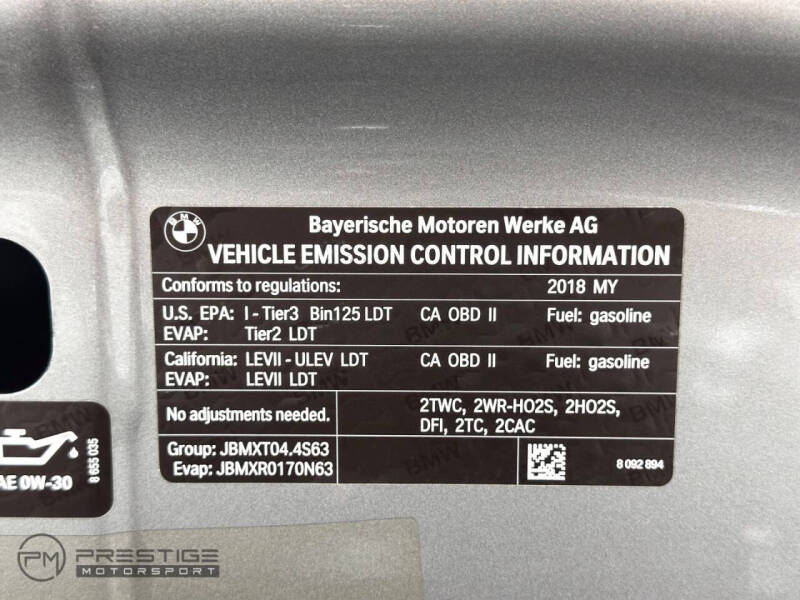 BMW
Bayerische Motoren Werke AG
VEHICLE EMISSION CONTROL INFORMATION
Conforms to regulations: 2018 MY
U.S. EPA: I - Tier3 Bin125 LDT CA OBD II Fuel: gasoline
EVAP: Tier2 LDT
California: LEVII - ULEV LDT CA OBD II Fuel: gasoline
EVAP: LEVII LDT
No adjustments needed. 2TWC, 2WR-HO2S, 2HO2S,
DFI, 2TC, 2CAC
Group: JBMXT04.4S63
Evap: JBMXR0170N63
8 092 894
8 655 035
AE 0W-30
PM PRESTIGE
MOTORSPORT